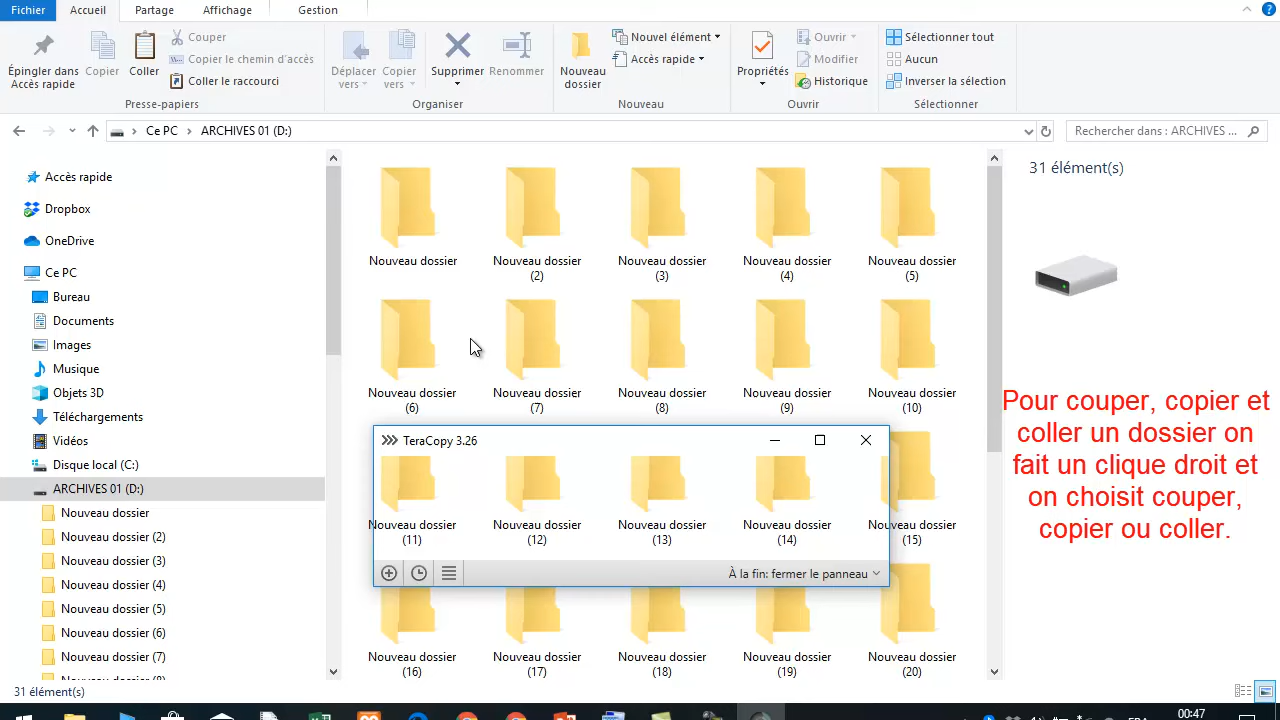 Fichier Accueil Partage Affichage Gestion
Épingler dans Accès rapide
Copier
Coller
Couper
Copier le chemin d'accès
Coller le raccourci
Presse-papiers
Déplacer vers
Copier vers
Supprimer
Renommer
Organiser
Nouveau dossier
Nouvel élément
Accès rapide
Nouveau
Propriétés
Ouvrir
Modifier
Historique
Ouvrir
Sélectionner tout
Aucun
Inverser la sélection
Sélectionner
Ce PC ARCHIVES 01 (D:)
Rechercher dans : ARCHIVES ...
Accès rapide
Dropbox
OneDrive
Ce PC
Bureau
Documents
Images
Musique
Objets 3D
Téléchargements
Vidéos
Disque local (C:)
ARCHIVES 01 (D:)
Nouveau dossier
Nouveau dossier (2)
Nouveau dossier (3)
Nouveau dossier (4)
Nouveau dossier (5)
Nouveau dossier (6)
Nouveau dossier (7)
Nouveau dossier (8)
Nouveau dossier
Nouveau dossier (2)
Nouveau dossier (3)
Nouveau dossier (4)
Nouveau dossier (5)
Nouveau dossier (6)
Nouveau dossier (7)
Nouveau dossier (8)
Nouveau dossier (9)
Nouveau dossier (10)
TeraCopy 3.26
Nouveau dossier (11)
Nouveau dossier (12)
Nouveau dossier (13)
Nouveau dossier (14)
Nouveau dossier (15)
À la fin: fermer le panneau
Nouveau dossier (16)
Nouveau dossier (17)
Nouveau dossier (18)
Nouveau dossier (19)
Nouveau dossier (20)
31 élément(s)
Pour couper, copier et
coller un dossier on
fait un clique droit et
on choisit couper,
copier ou coller.
31 élément(s)
00:47